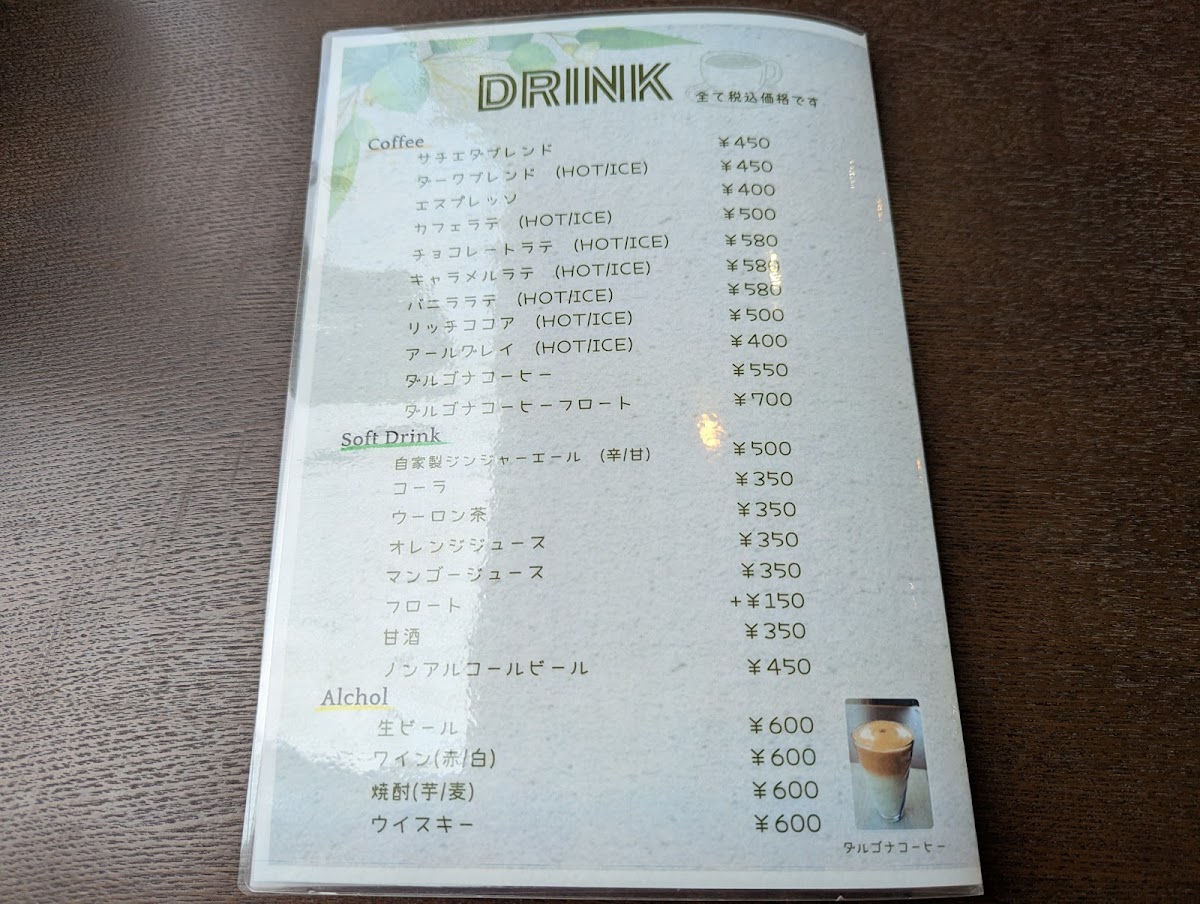 DRINK 全て税込価格です
Coffee
サチエダブレンド ¥450
ダークブレンド (HOT/ICE) ¥450
エスプレッソ ¥400
カフェラテ (HOT/ICE) ¥500
チョコレートラテ (HOT/ICE) ¥580
キャラメルラテ (HOT/ICE) ¥580
バニララテ (HOT/ICE) ¥580
リッチココア (HOT/ICE) ¥500
アールグレイ (HOT/ICE) ¥400
ダルゴナコーヒー ¥550
ダルゴナコーヒーフロート ¥700
Soft Drink
自家製ジンジャーエール (辛/甘) ¥500
コーラ ¥350
ウーロン茶 ¥350
オレンジジュース ¥350
マンゴージュース ¥350
フロート +¥150
甘酒 ¥350
ノンアルコールビール ¥450
Alchol
生ビール ¥600
ワイン(赤/白) ¥600
焼酎(芋/麦) ¥600
ウイスキー ¥600
ダルゴナコーヒー